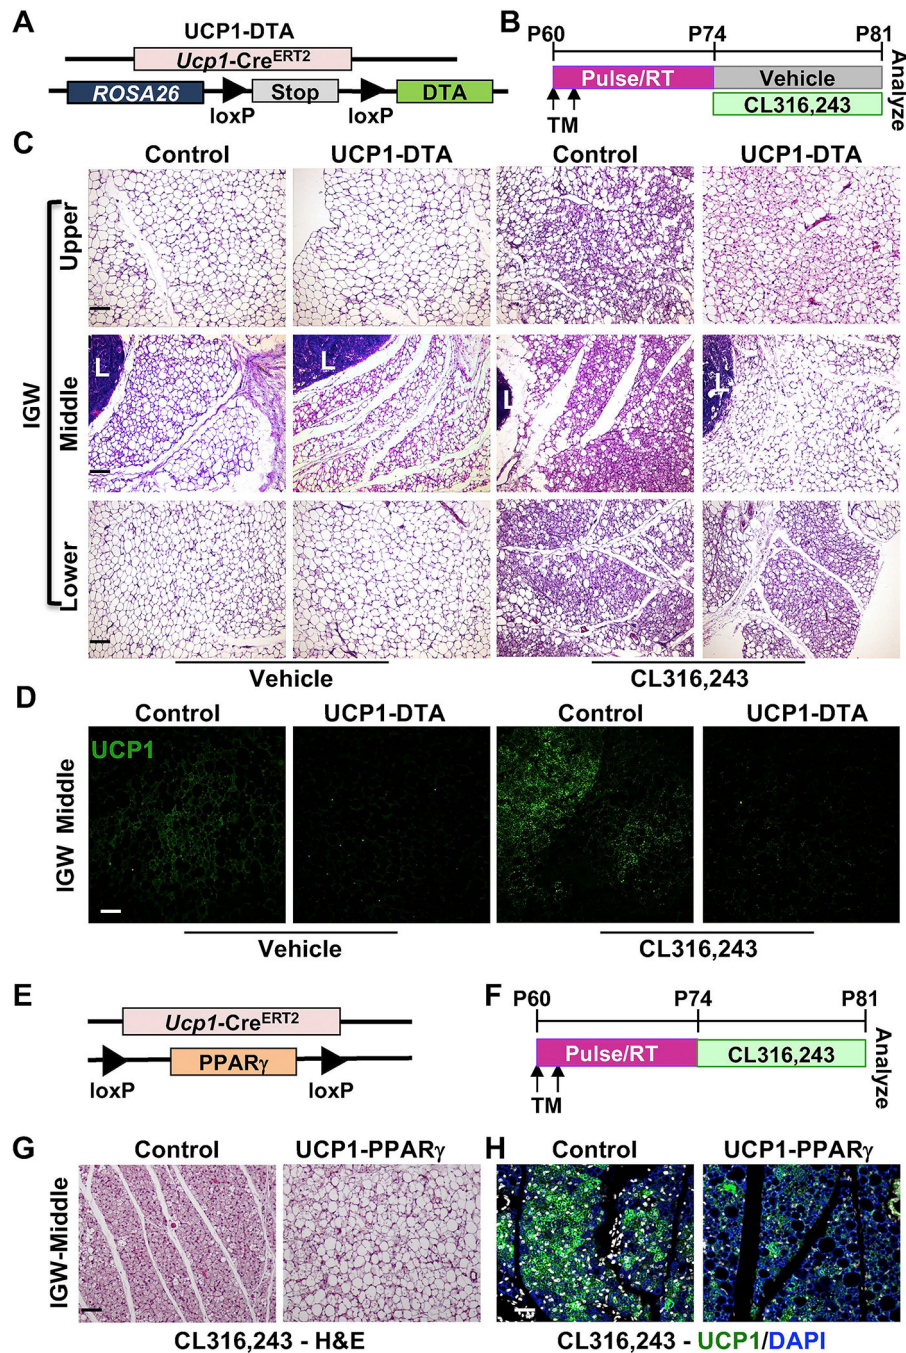 A
UCP1-DTA
Ucp1-CreERT2
ROSA26
loxP
Stop
loxP
DTA
B
P60
P74
P81
Pulse/RT
Vehicle
CL316,243
TM
Analyze
C
Control
UCP1-DTA
Control
UCP1-DTA
IGW
Upper
Middle
L
L
L
L
Lower
Vehicle
CL316,243
D
Control
UCP1-DTA
Control
UCP1-DTA
UCP1
IGW Middle
Vehicle
CL316,243
E
Ucp1-CreERT2
PPARγ
loxP
loxP
F
P60
P74
P81
Pulse/RT
CL316,243
TM
Analyze
G
Control
UCP1-PPARγ
IGW-Middle
CL316,243 - H&E
H
Control
UCP1-PPARγ
CL316,243 - UCP1/DAPI